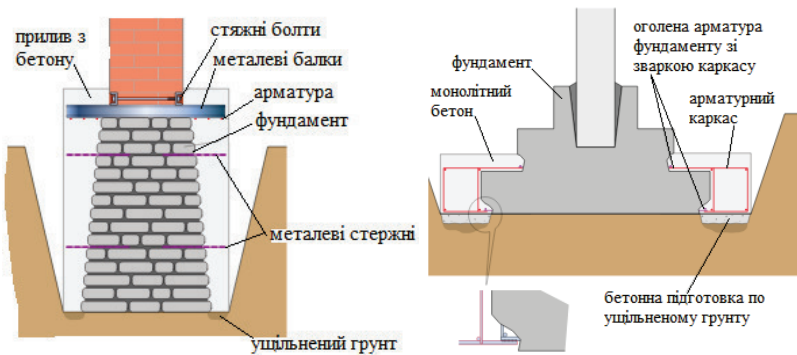 прилив з
бетону
стяжні болти
металеві балки
арматура
фундамент
металеві стержні
ущільнений грунт
фундамент
монолітний
бетон
оголена арматура
фундаменту зі
зваркою каркасу
арматурний
каркас
бетонна підготовка по
ущільненому грунту